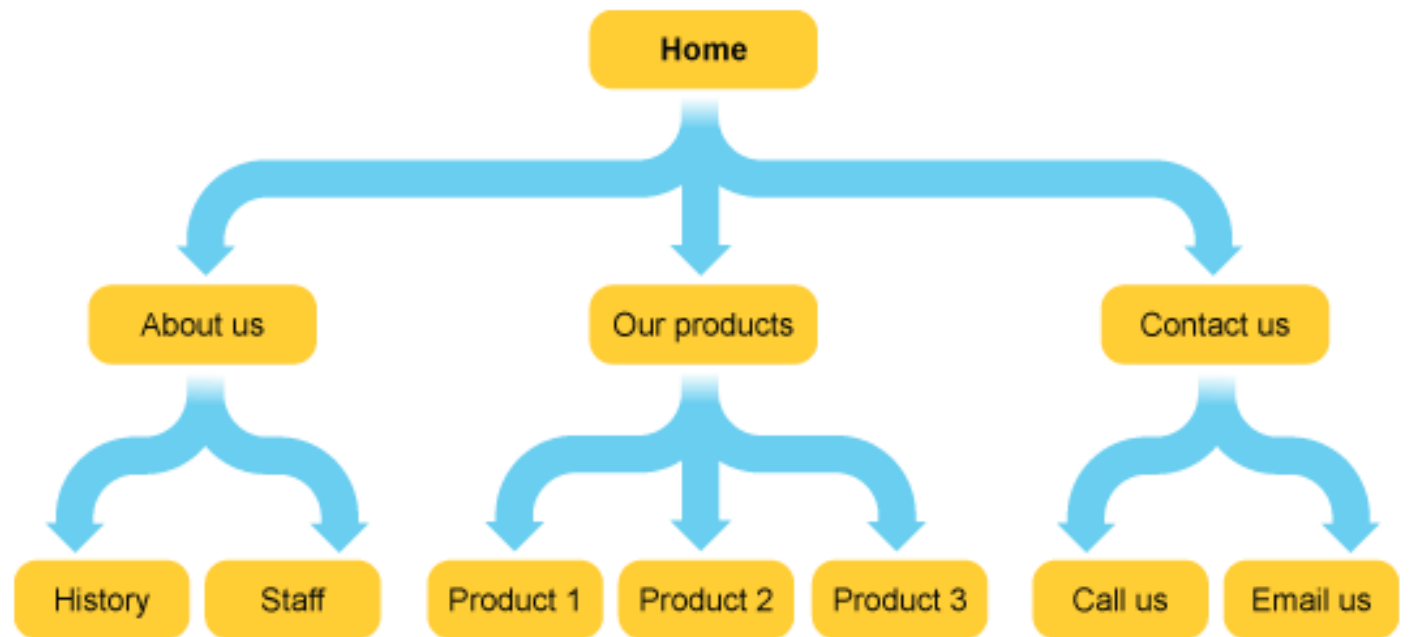 Home
About us
Our products
Contact us
History
Staff
Product 1
Product 2
Product 3
Call us
Email us